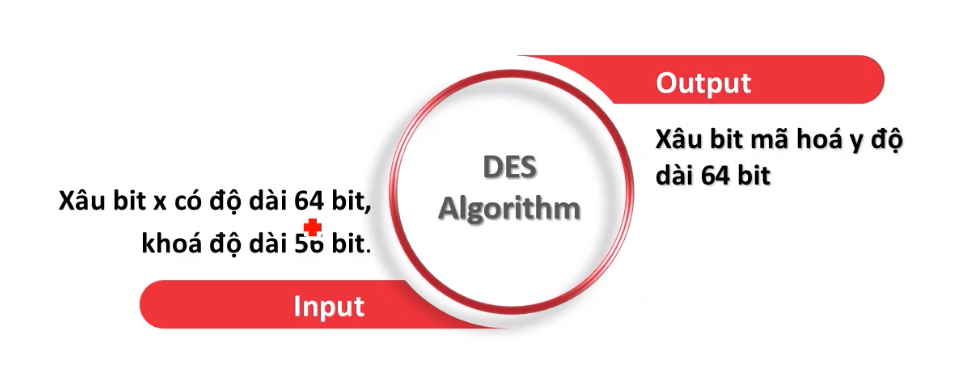 Output
Xâu bit mã hoá y độ
dài 64 bit
DES
Algorithm
Xâu bit x có độ dài 64 bit,
khoá độ dài 56 bit.
Input